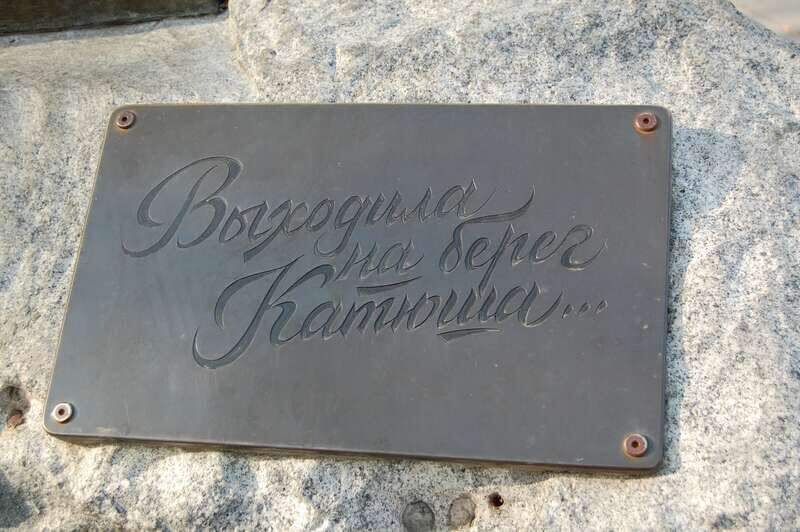 Выходила
на берег
Катюша...